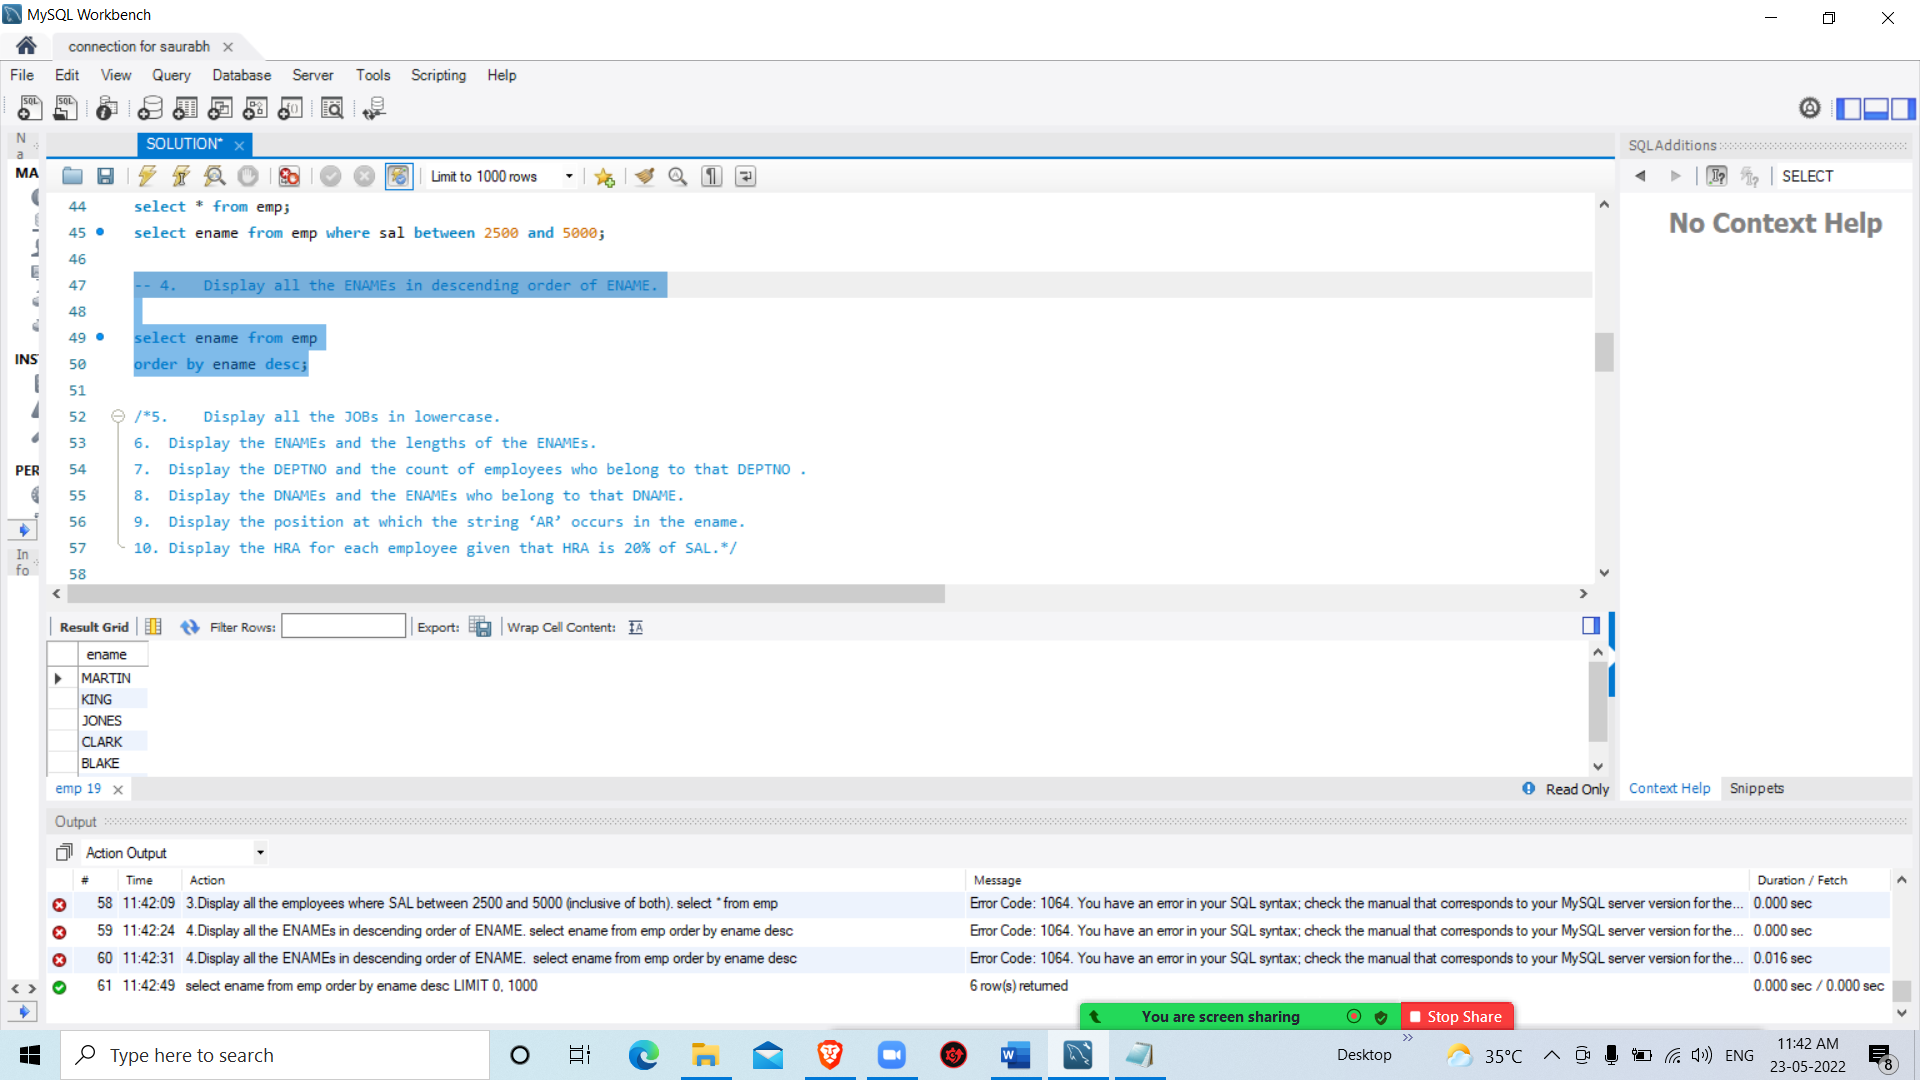 MySQL Workbench
connection for saurabh
File Edit View Query Database Server Tools Scripting Help
SOLUTION*
SQLAdditions
Limit to 1000 rows
SELECT
No Context Help
N
a
MA
INS
PER
In
fo
44 select * from emp;
45 select ename from emp where sal between 2500 and 5000;
46
47 -- 4. Display all the ENAMEs in descending order of ENAME.
48
49 select ename from emp
50 order by ename desc;
51
52 /*5. Display all the JOBs in lowercase.
53 6. Display the ENAMEs and the lengths of the ENAMEs.
54 7. Display the DEPTNO and the count of employees who belong to that DEPTNO .
55 8. Display the DNAMEs and the ENAMEs who belong to that DNAME.
56 9. Display the position at which the string ‘AR’ occurs in the ename.
57 10. Display the HRA for each employee given that HRA is 20% of SAL.*/
58
Result Grid Filter Rows: Export: Wrap Cell Content:
ename
MARTIN
KING
JONES
CLARK
BLAKE
emp 19
Read Only
Context Help Snippets
Output
Action Output
# Time Action Message Duration / Fetch
58 11:42:09 3.Display all the employees where SAL between 2500 and 5000 (inclusive of both). select * from emp Error Code: 1064. You have an error in your SQL syntax; check the manual that corresponds to your MySQL server version for the... 0.000 sec
59 11:42:24 4.Display all the ENAMEs in descending order of ENAME. select ename from emp order by ename desc Error Code: 1064. You have an error in your SQL syntax; check the manual that corresponds to your MySQL server version for the... 0.000 sec
60 11:42:31 4.Display all the ENAMEs in descending order of ENAME. select ename from emp order by ename desc Error Code: 1064. You have an error in your SQL syntax; check the manual that corresponds to your MySQL server version for the... 0.016 sec
61 11:42:49 select ename from emp order by ename desc LIMIT 0, 1000 6 row(s) returned 0.000 sec / 0.000 sec
You are screen sharing Stop Share
Type here to search
Desktop
35°C
ENG
11:42 AM
23-05-2022
8